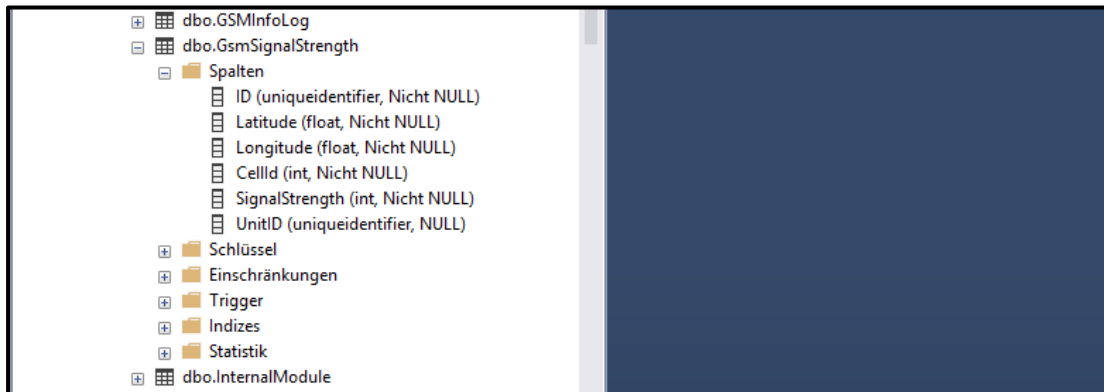 dbo.GSMInfoLog
dbo.GsmSignalStrength
Spalten
ID (uniqueidentifier, Nicht NULL)
Latitude (float, Nicht NULL)
Longitude (float, Nicht NULL)
CellId (int, Nicht NULL)
SignalStrength (int, Nicht NULL)
UnitID (uniqueidentifier, NULL)
Schlüssel
Einschränkungen
Trigger
Indizes
Statistik
dbo.InternalModule